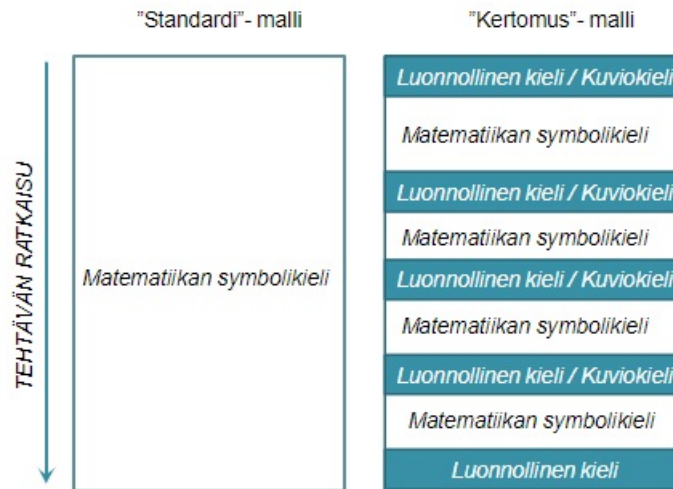 "Standardi"- malli
"Kertomus"- malli
TEHTÄVÄN RATKAISU
Matematiikan symbolikieli
Luonnollinen kieli / Kuviokieli
Matematiikan symbolikieli
Luonnollinen kieli / Kuviokieli
Matematiikan symbolikieli
Luonnollinen kieli / Kuviokieli
Matematiikan symbolikieli
Luonnollinen kieli / Kuviokieli
Matematiikan symbolikieli
Luonnollinen kieli